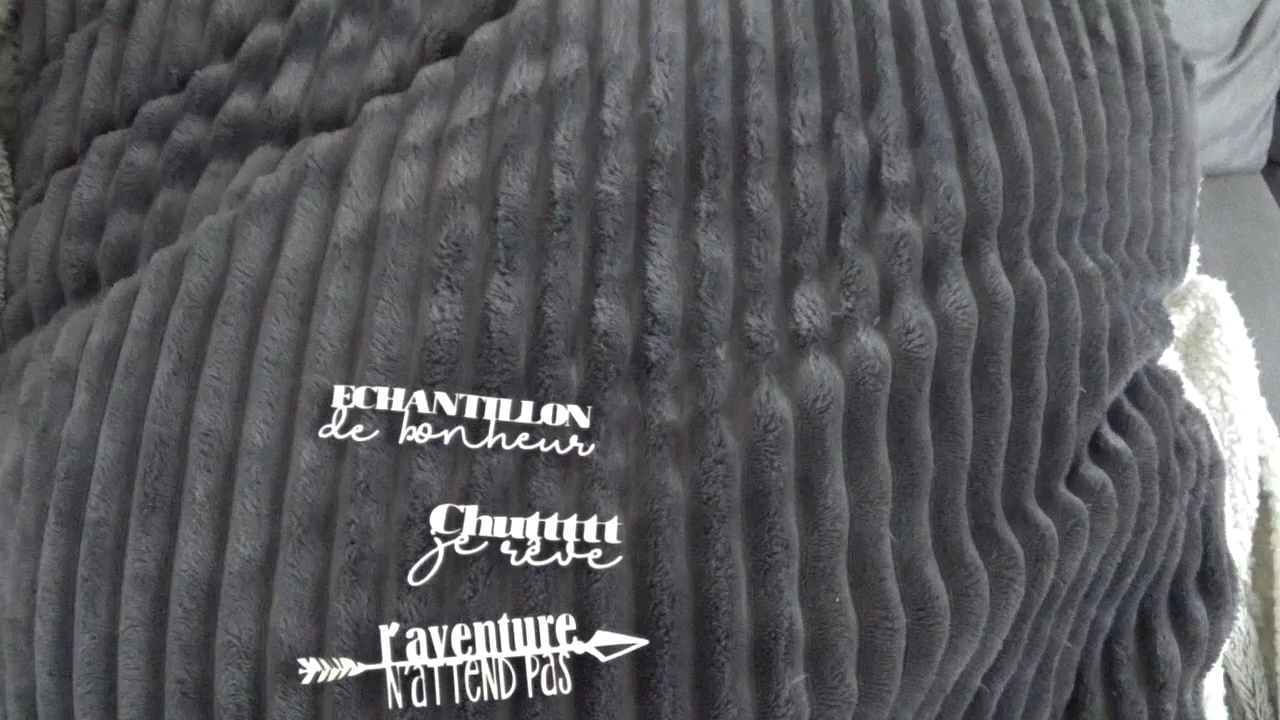 ECHANTILLON
de bonheur
Chuttttt
je rêve
l'aventure
N'ATTEND PAS